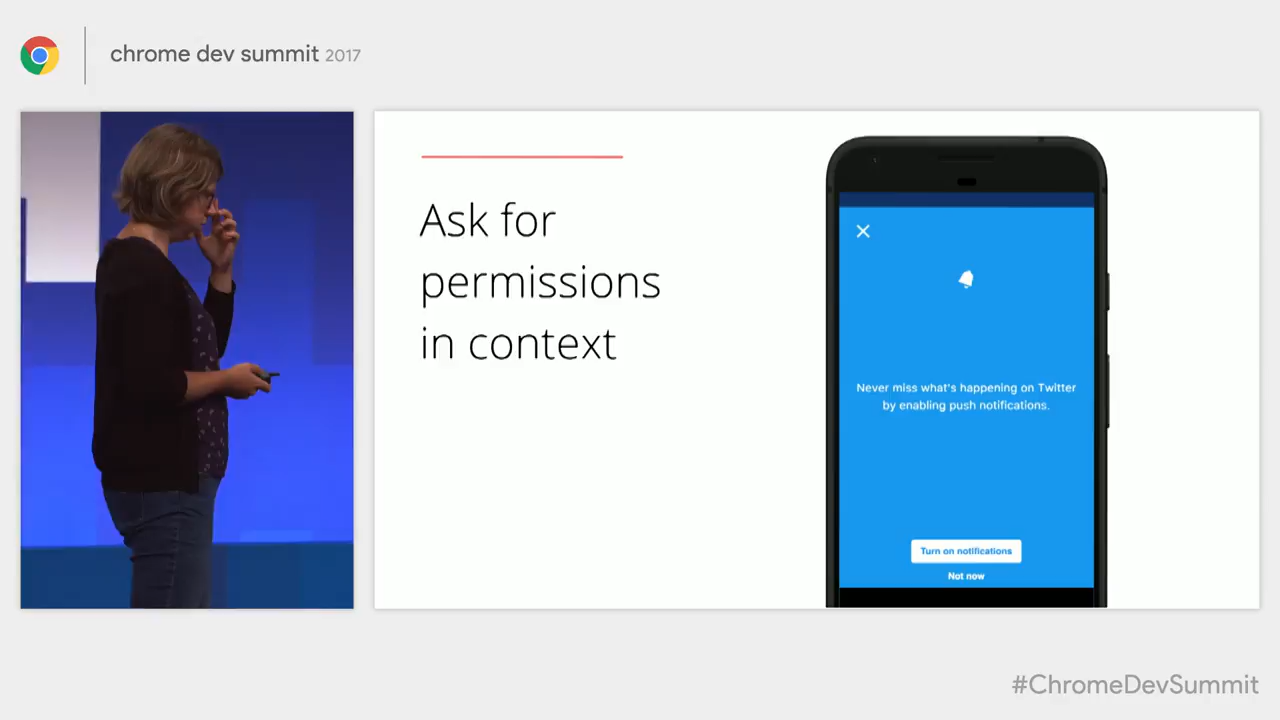 chrome dev summit 2017
Ask for
permissions
in context
Never miss what's happening on Twitter
by enabling push notifications.
Turn on notifications
Not now
#ChromeDevSummit